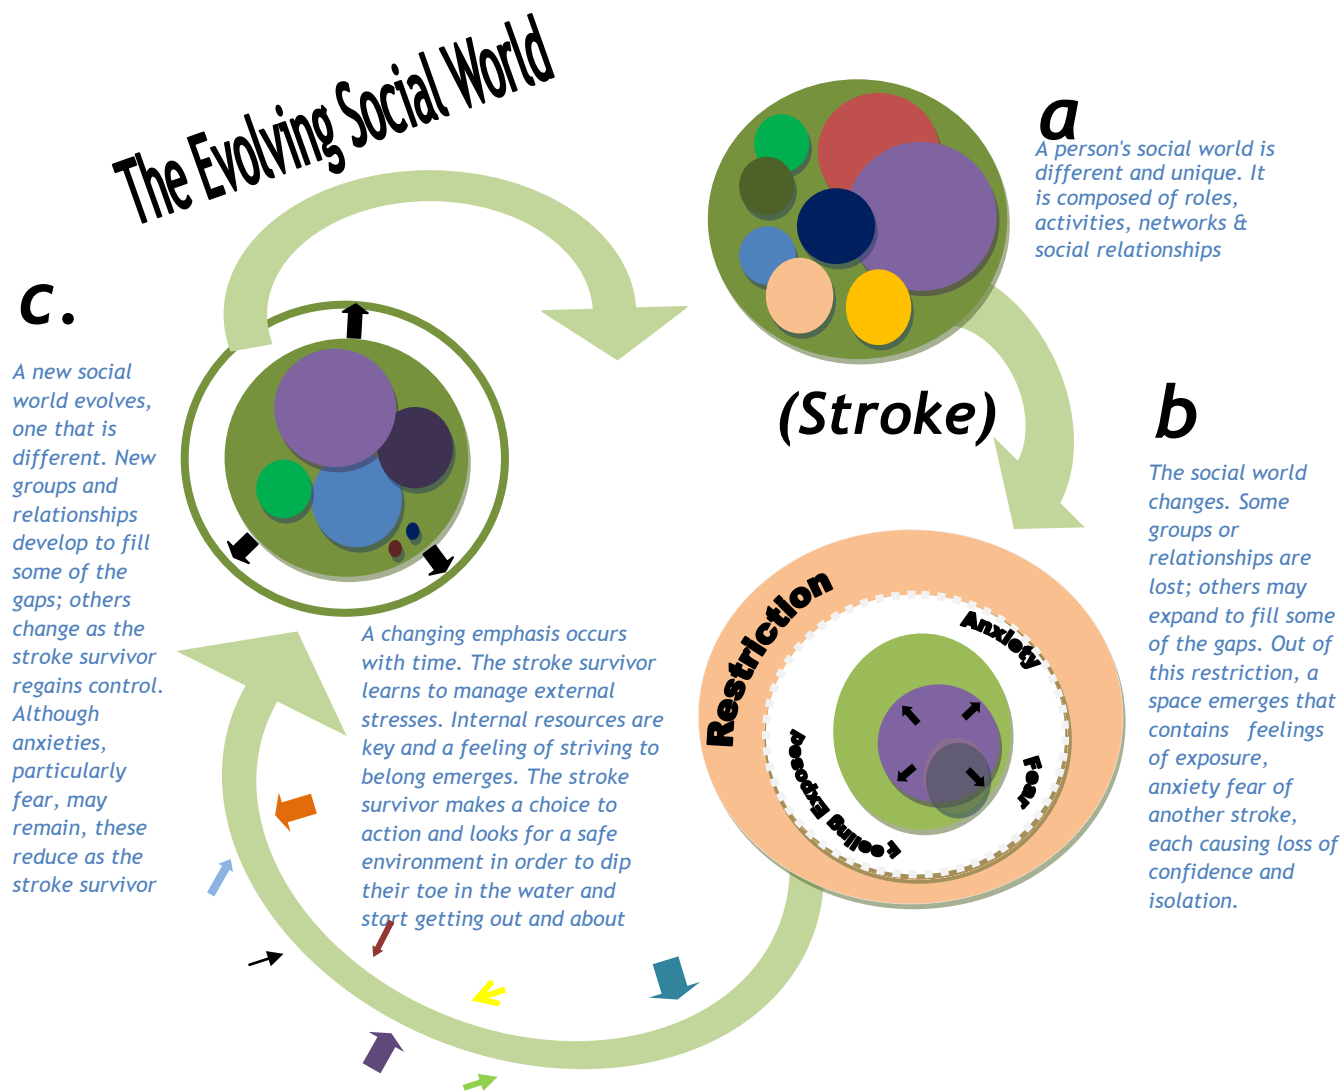 The Evolving Social World
a
A person's social world is
different and unique. It
is composed of roles,
activities, networks &
social relationships
(Stroke)
b
The social world
changes. Some
groups or
relationships are
lost; others may
expand to fill some
of the gaps. Out of
this restriction, a
space emerges that
contains feelings
of exposure,
anxiety fear of
another stroke,
each causing loss of
confidence and
isolation.
Restriction
Anxiety
Fear
Feeling Exposed
A changing emphasis occurs
with time. The stroke survivor
learns to manage external
stresses. Internal resources are
key and a feeling of striving to
belong emerges. The stroke
survivor makes a choice to
action and looks for a safe
environment in order to dip
their toe in the water and
start getting out and about
c.
A new social
world evolves,
one that is
different. New
groups and
relationships
develop to fill
some of the
gaps; others
change as the
stroke survivor
regains control.
Although
anxieties,
particularly
fear, may
remain, these
reduce as the
stroke survivor